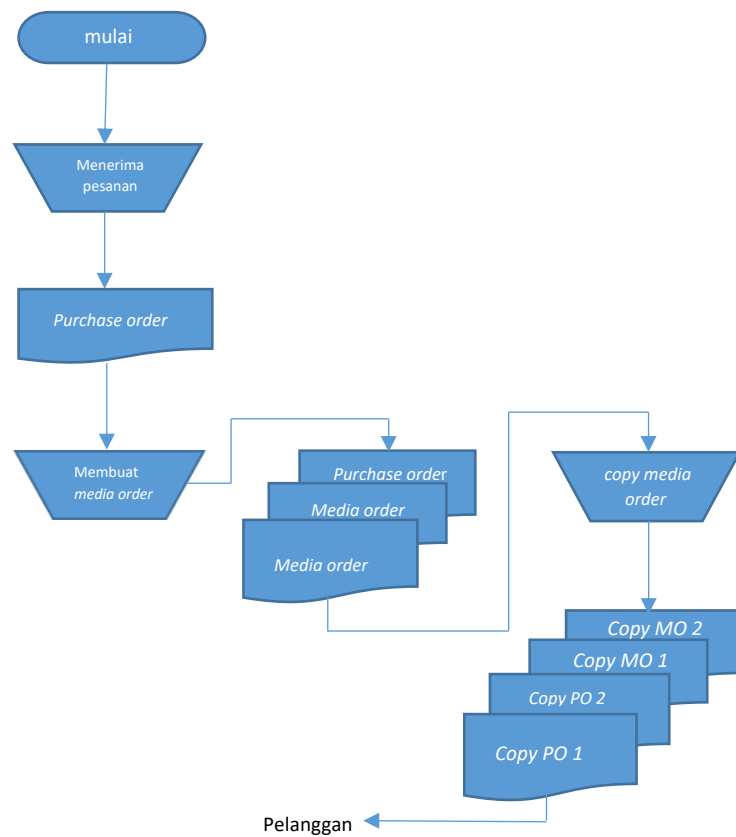 mulai
Menerima
pesanan
Purchase order
Membuat
media order
Purchase order
Media order
Media order
copy media
order
Copy MO 2
Copy MO 1
Copy PO 2
Copy PO 1
Pelanggan